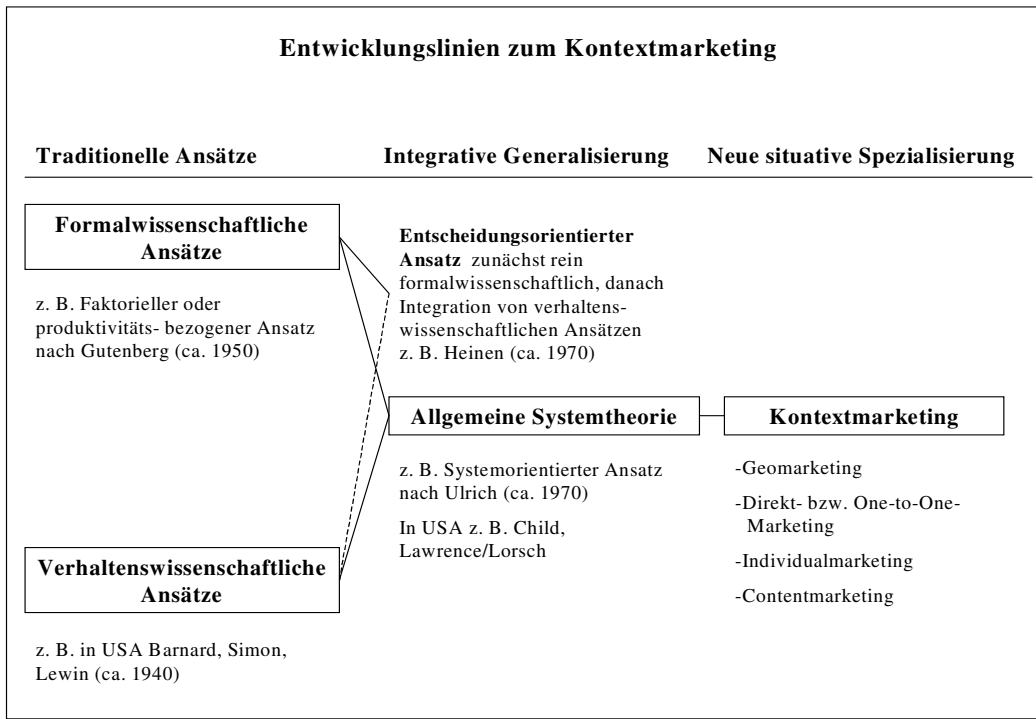 Entwicklungslinien zum Kontextmarketing
Traditionelle Ansätze
Integrative Generalisierung
Neue situative Spezialisierung
Formalwissenschaftliche
Ansätze
z. B. Faktorieller oder
produktivitäts- bezogener Ansatz
nach Gutenberg (ca. 1950)
Verhaltenswissenschaftliche
Ansätze
z. B. in USA Barnard, Simon,
Lewin (ca. 1940)
Entscheidungsorientierter
Ansatz zunächst rein
formalwissenschaftlich, danach
Integration von verhaltens-
wissenschaftlichen Ansätzen
z. B. Heinen (ca. 1970)
Allgemeine Systemtheorie
z. B. Systemorientierter Ansatz
nach Ulrich (ca. 1970)
In USA z. B. Child,
Lawrence/Lorsch
Kontextmarketing
-Geomarketing
-Direkt- bzw. One-to-One-
Marketing
-Individualmarketing
-Contentmarketing